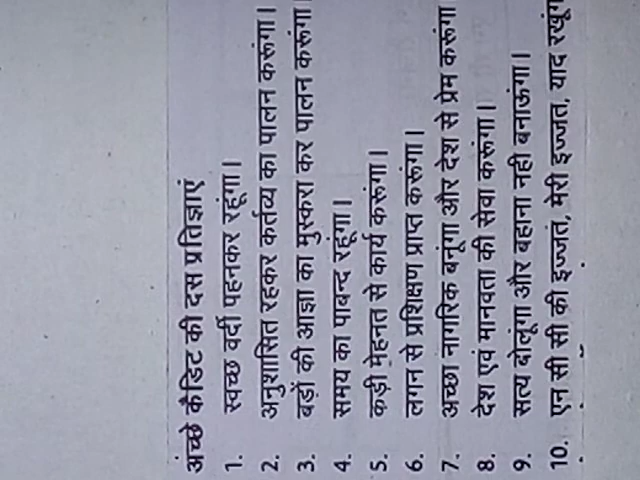 अच्छे कैडिट की दस प्रतिज्ञाएं
1. स्वच्छ वर्दी पहनकर रहूंगा।
2. अनुशासित रहकर कर्तव्य का पालन करूंगा।
3. बड़ों की आज्ञा का मुस्करा कर पालन करूंगा।
4. समय का पाबन्द रहूंगा।
5. कड़ी मेहनत से कार्य करूंगा।
6. लगन से प्रशिक्षण प्राप्त करूंगा।
7. अच्छा नागरिक बनूंगा और देश से प्रेम करूंगा
8. देश एवं मानवता की सेवा करूंगा।
9. सत्य बोलूंगा और बहाना नही बनाऊंगा।
10. एन सी सी की इज्जत, मेरी इज्जत, याद